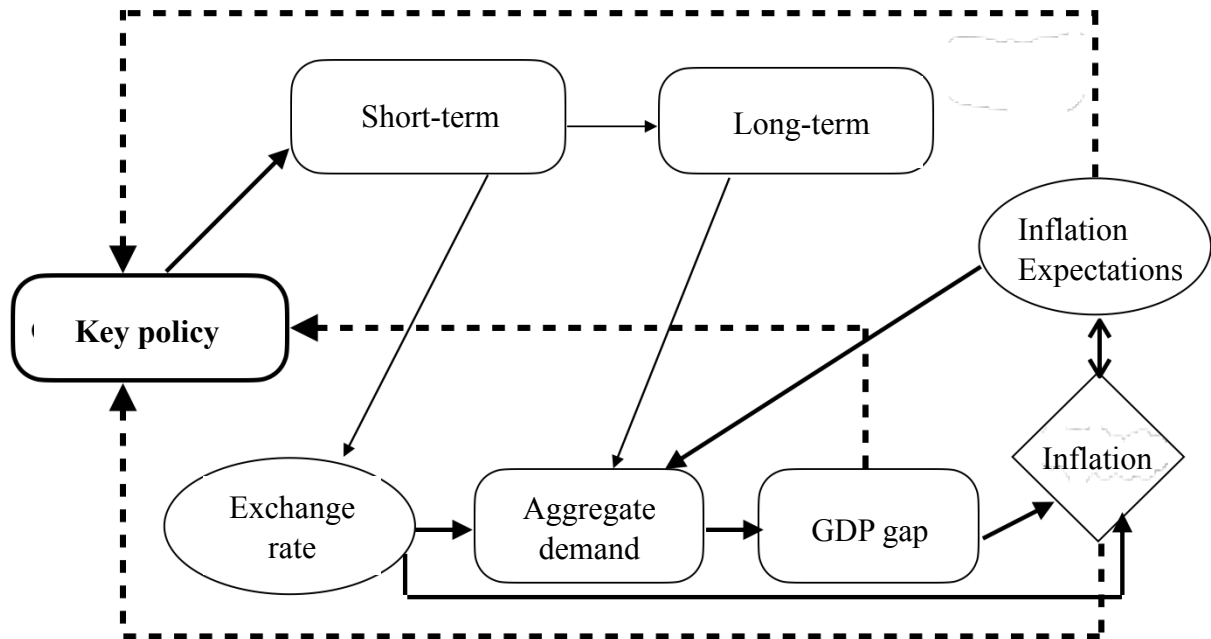 Short-term
Long-term
Inflation
Expectations
Key policy
Inflation
Exchange
rate
Aggregate
demand
GDP gap